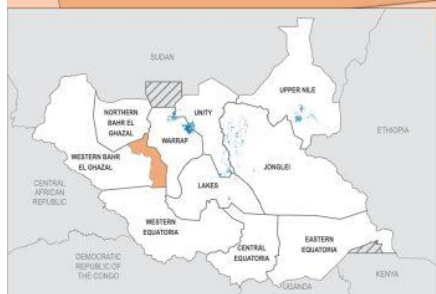 SUDAN
UPPER NILE
NORTHERN
BAHR EL
GHAZAL
UNITY
WARRAP
ETHIOPIA
WESTERN BAHR
EL GHAZAL
JONGLEI
CENTRAL
AFRICAN
REPUBLIC
LAKES
WESTERN
EQUATORIA
EASTERN
EQUATORIA
CENTRAL
EQUATORIA
DEMOCRATIC
REPUBLIC OF
THE CONGO
KENYA
UGANDA